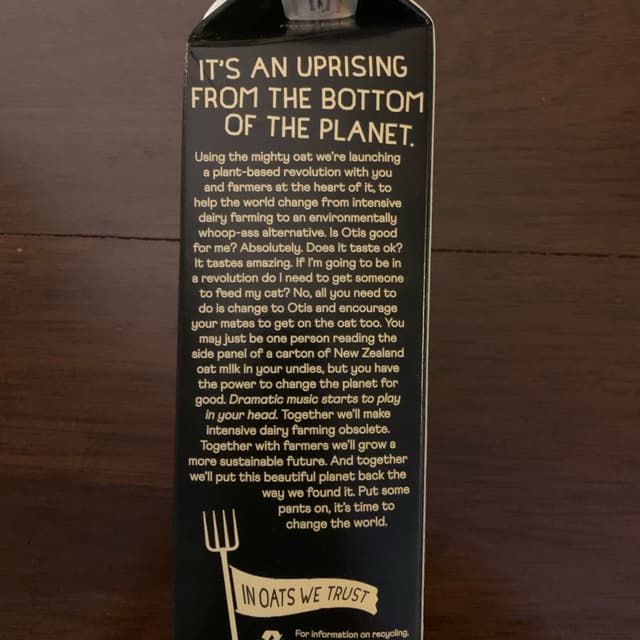 IT'S AN UPRISING
FROM THE BOTTOM
OF THE PLANET.
Using the mighty oat we're launching
a plant-based revolution with you
and farmers at the heart of it, to
help the world change from intensive
dairy farming to an environmentally
whoop-ass alternative. Is Otis good
for me? Absolutely. Does it taste ok?
It tastes amazing. If I'm going to be in
a revolution do I need to get someone
to feed my cat? No, all you need to
do is change to Otis and encourage
your mates to get on the oat too. You
may just be one person reading the
side panel of a carton of New Zealand
oat milk in your undies, but you have
the power to change the planet for
good. Dramatic music starts to play
in your head. Together we'll make
intensive dairy farming obsolete.
Together with farmers we'll grow a
more sustainable future. And together
we'll put this beautiful planet back the
way we found it. Put some
pants on, it's time to
change the world.
IN OATS WE TRUST
For information on recycling,